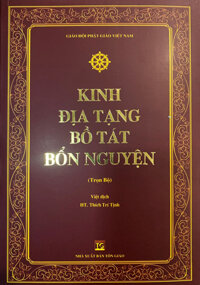 GIÁO HỘI PHẬT GIÁO VIỆT NAM
KINH
ĐỊA TẠNG
BỒ TÁT
BỔN NGUYỆN
(Trọn Bộ)
Việt dịch
HT. Thích Trí Tịnh
NHÀ XUẤT BẢN TÔN GIÁO